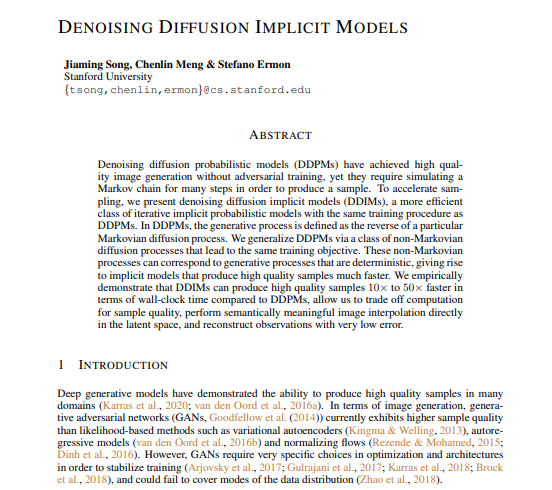 DENOISING DIFFUSION IMPLICIT MODELS
Jiaming Song, Chenlin Meng & Stefano Ermon
Stanford University
{tsong,chenlin,ermon}@cs.stanford.edu
ABSTRACT
Denoising diffusion probabilistic models (DDPMs) have achieved high qual-
ity image generation without adversarial training, yet they require simulating a
Markov chain for many steps in order to produce a sample. To accelerate sam-
pling, we present denoising diffusion implicit models (DDIMs), a more efficient
class of iterative implicit probabilistic models with the same training procedure as
DDPMs. In DDPMs, the generative process is defined as the reverse of a particular
Markovian diffusion process. We generalize DDPMs via a class of non-Markovian
diffusion processes that lead to the same training objective. These non-Markovian
processes can correspond to generative processes that are deterministic, giving rise
to implicit models that produce high quality samples much faster. We empirically
demonstrate that DDIMs can produce high quality samples 10× to 50× faster in
terms of wall-clock time compared to DDPMs, allow us to trade off computation
for sample quality, perform semantically meaningful image interpolation directly
in the latent space, and reconstruct observations with very low error.
1 INTRODUCTION
Deep generative models have demonstrated the ability to produce high quality samples in many
domains (Karras et al., 2020; van den Oord et al., 2016a). In terms of image generation, genera-
tive adversarial networks (GANs, Goodfellow et al. (2014)) currently exhibits higher sample quality
than likelihood-based methods such as variational autoencoders (Kingma & Welling, 2013), autore-
gressive models (van den Oord et al., 2016b) and normalizing flows (Rezende & Mohamed, 2015;
Dinh et al., 2016). However, GANs require very specific choices in optimization and architectures
in order to stabilize training (Arjovsky et al., 2017; Gulrajani et al., 2017; Karras et al., 2018; Brock
et al., 2018), and could fail to cover modes of the data distribution (Zhao et al., 2018).